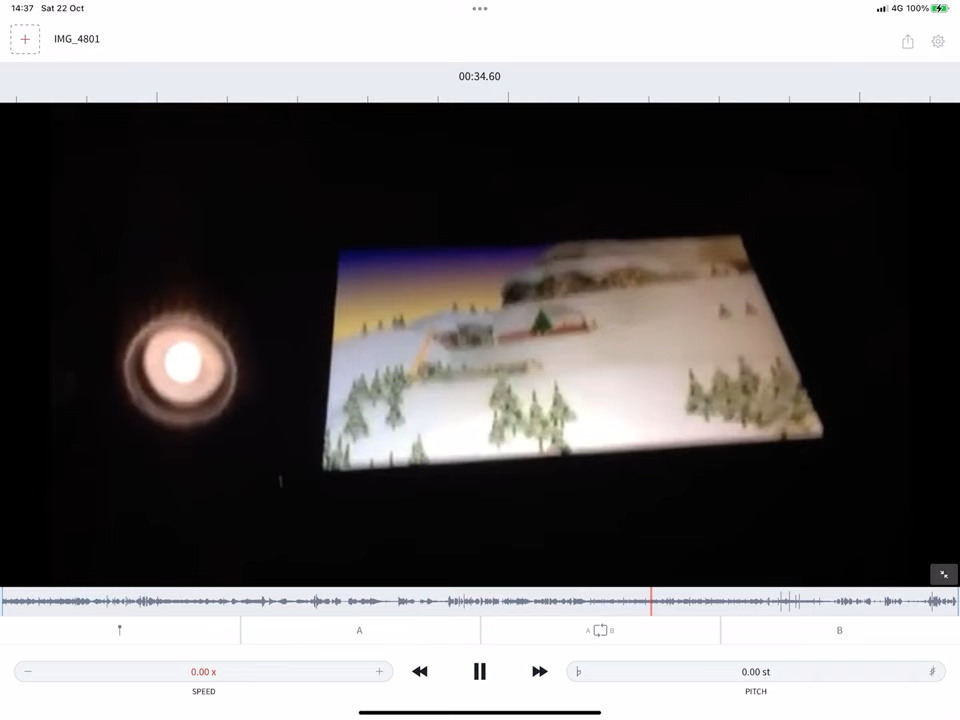 14:37 Sat 22 Oct 4G 100%
IMG_4801
00:34.60
A
A B
B
− 0.00 x +
♭ 0.00 st ♯
SPEED
PITCH